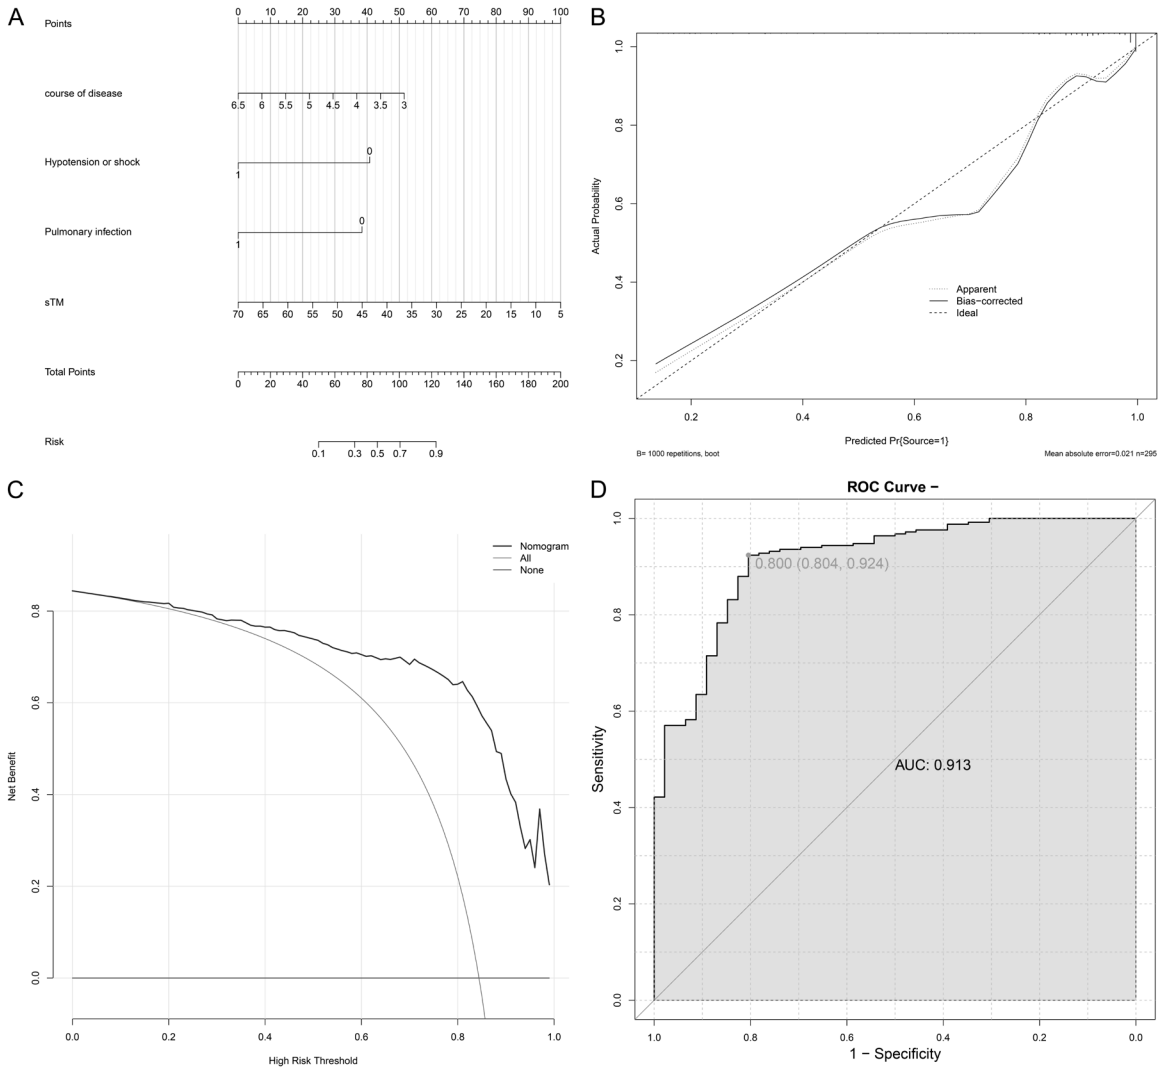 A
Points
0 10 20 30 40 50 60 70 80 90 100
course of disease
6.5 6 5.5 5 4.5 4 3.5 3
Hypotension or shock
0
1
Pulmonary infection
0
1
sTM
70 65 60 55 50 45 40 35 30 25 20 15 10 5
Total Points
0 20 40 60 80 100 120 140 160 180 200
Risk
0.1 0.3 0.5 0.7 0.9
B
Actual Probability
1.0
0.8
0.6
0.4
0.2
Apparent
Bias-corrected
Ideal
0.2 0.4 0.6 0.8 1.0
Predicted Pr{Source=1}
B= 1000 repetitions, boot
Mean absolute error=0.021 n=295
C
Nomogram
All
None
Net Benefit
0.8
0.6
0.4
0.2
0.0
0.0 0.2 0.4 0.6 0.8 1.0
High Risk Threshold
D
ROC Curve −
Sensitivity
1.0
0.8
0.6
0.4
0.2
0.0
0.800 (0.804, 0.924)
AUC: 0.913
1.0 0.8 0.6 0.4 0.2 0.0
1 − Specificity